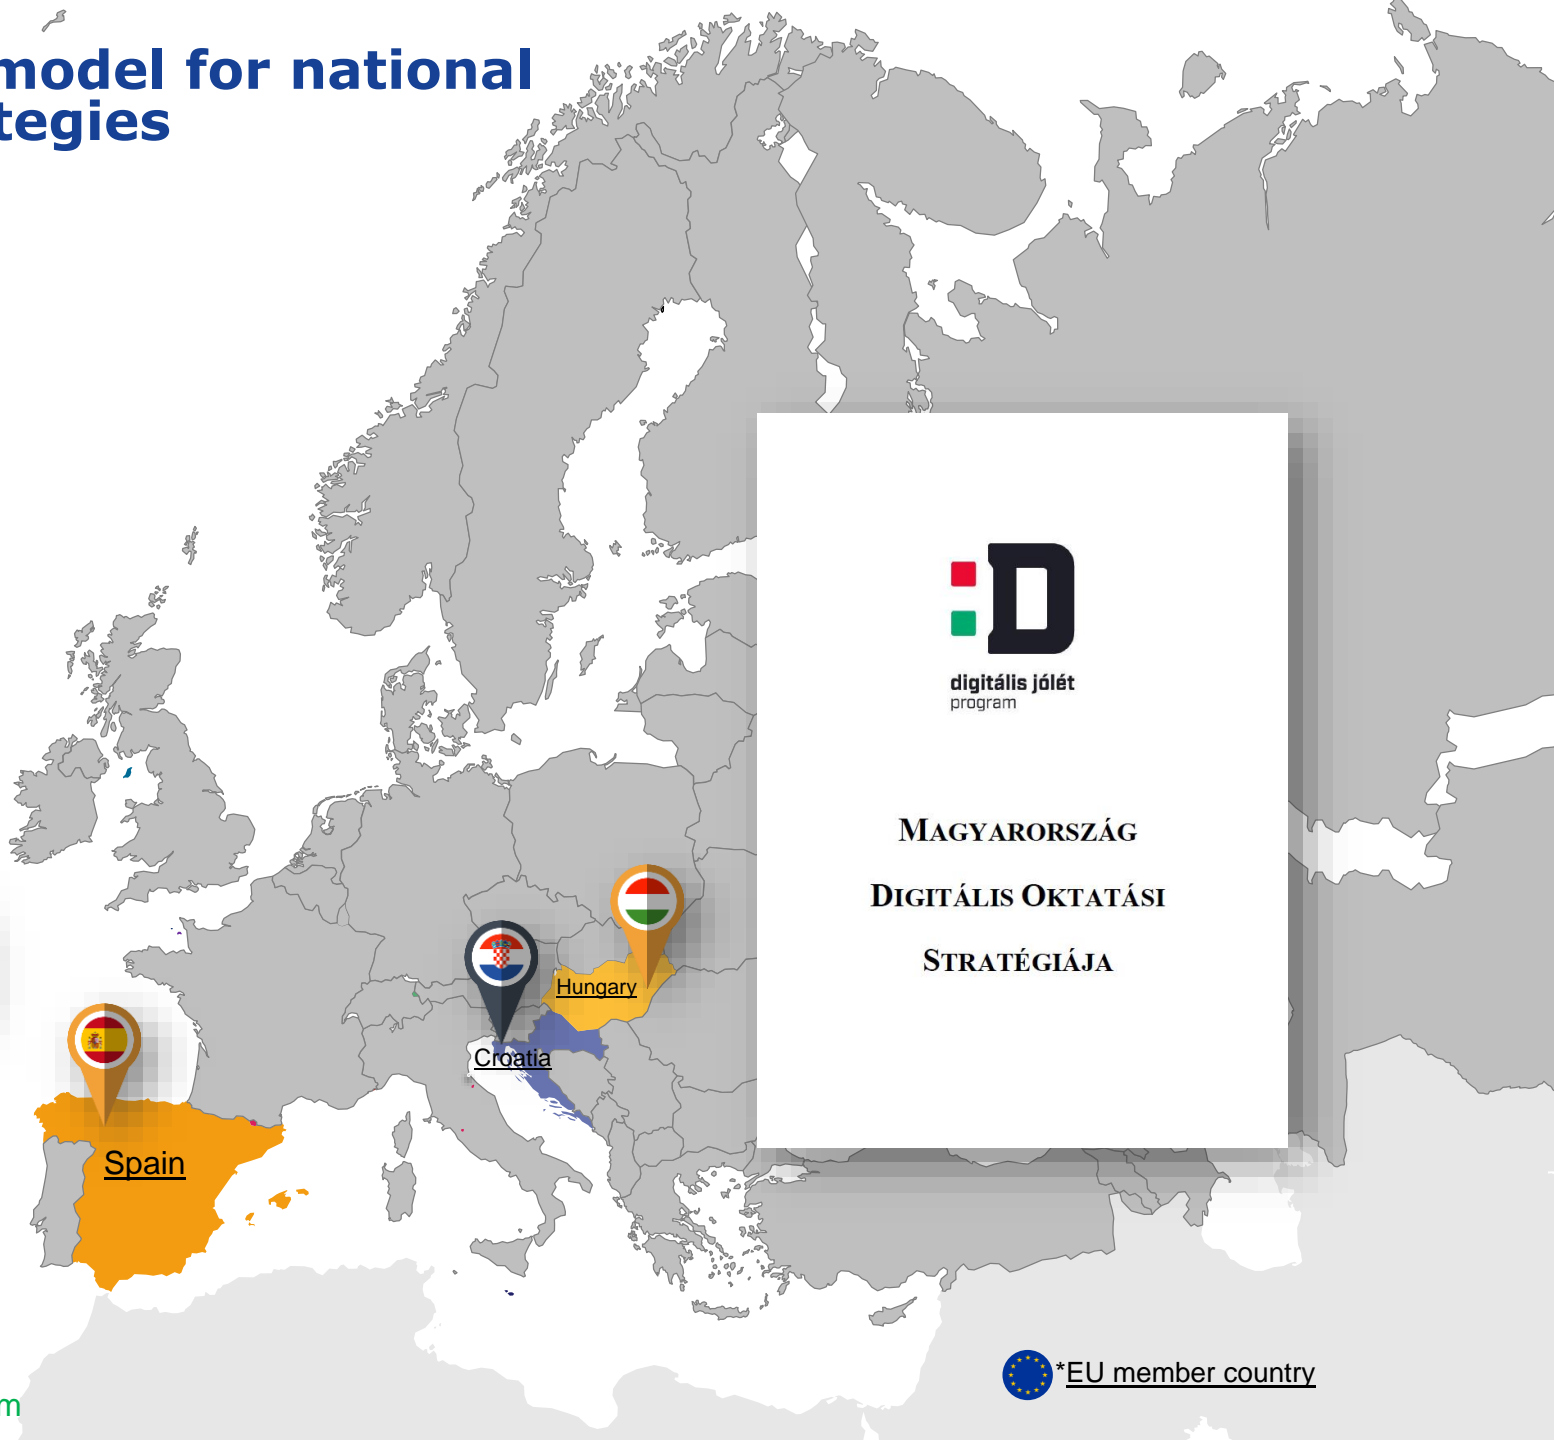 model for national
tegies
digitális jólét
program
MAGYARORSZÁG
DIGITÁLIS OKTATÁSI
STRATÉGIÁJA
Hungary
Croatia
Spain
*EU member country
m